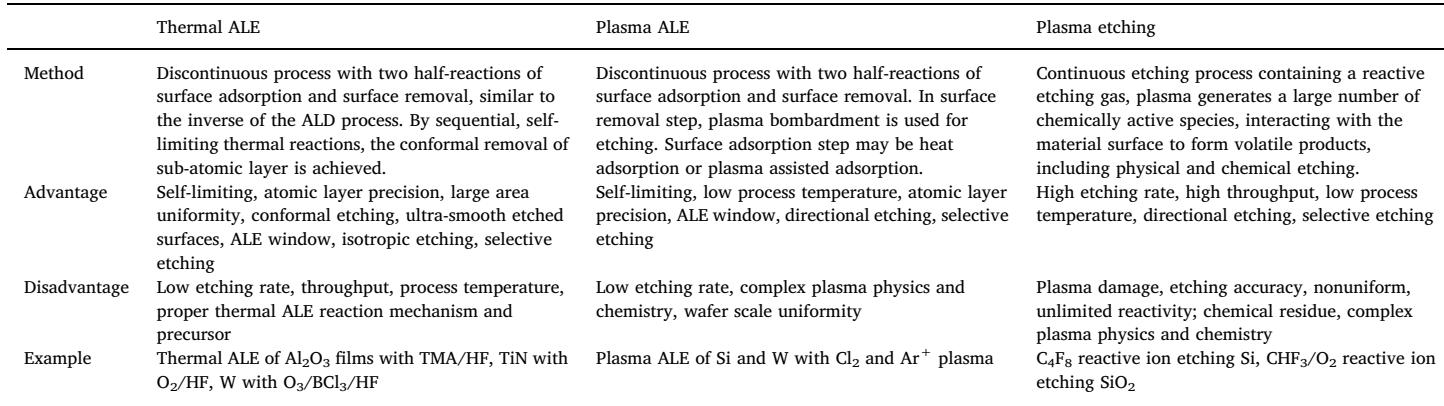 Thermal ALE Plasma ALE Plasma etching
Method Discontinuous process with two half-reactions of surface adsorption and surface removal, similar to the inverse of the ALD process. By sequential, self-limiting thermal reactions, the conformal removal of sub-atomic layer is achieved. Discontinuous process with two half-reactions of surface adsorption and surface removal. In surface removal step, plasma bombardment is used for etching. Surface adsorption step may be heat adsorption or plasma assisted adsorption. Continuous etching process containing a reactive etching gas, plasma generates a large number of chemically active species, interacting with the material surface to form volatile products, including physical and chemical etching.
Advantage Self-limiting, atomic layer precision, large area uniformity, conformal etching, ultra-smooth etched surfaces, ALE window, isotropic etching, selective etching Self-limiting, low process temperature, atomic layer precision, ALE window, directional etching, selective etching High etching rate, high throughput, low process temperature, directional etching, selective etching
Disadvantage Low etching rate, throughput, process temperature, proper thermal ALE reaction mechanism and precursor Low etching rate, complex plasma physics and chemistry, wafer scale uniformity Plasma damage, etching accuracy, nonuniform, unlimited reactivity; chemical residue, complex plasma physics and chemistry
Example Thermal ALE of Al₂O₃ films with TMA/HF, TiN with O₂/HF, W with O₃/BCl₃/HF Plasma ALE of Si and W with Cl₂ and Ar⁺ plasma C₄F₈ reactive ion etching Si, CHF₃/O₂ reactive ion etching SiO₂